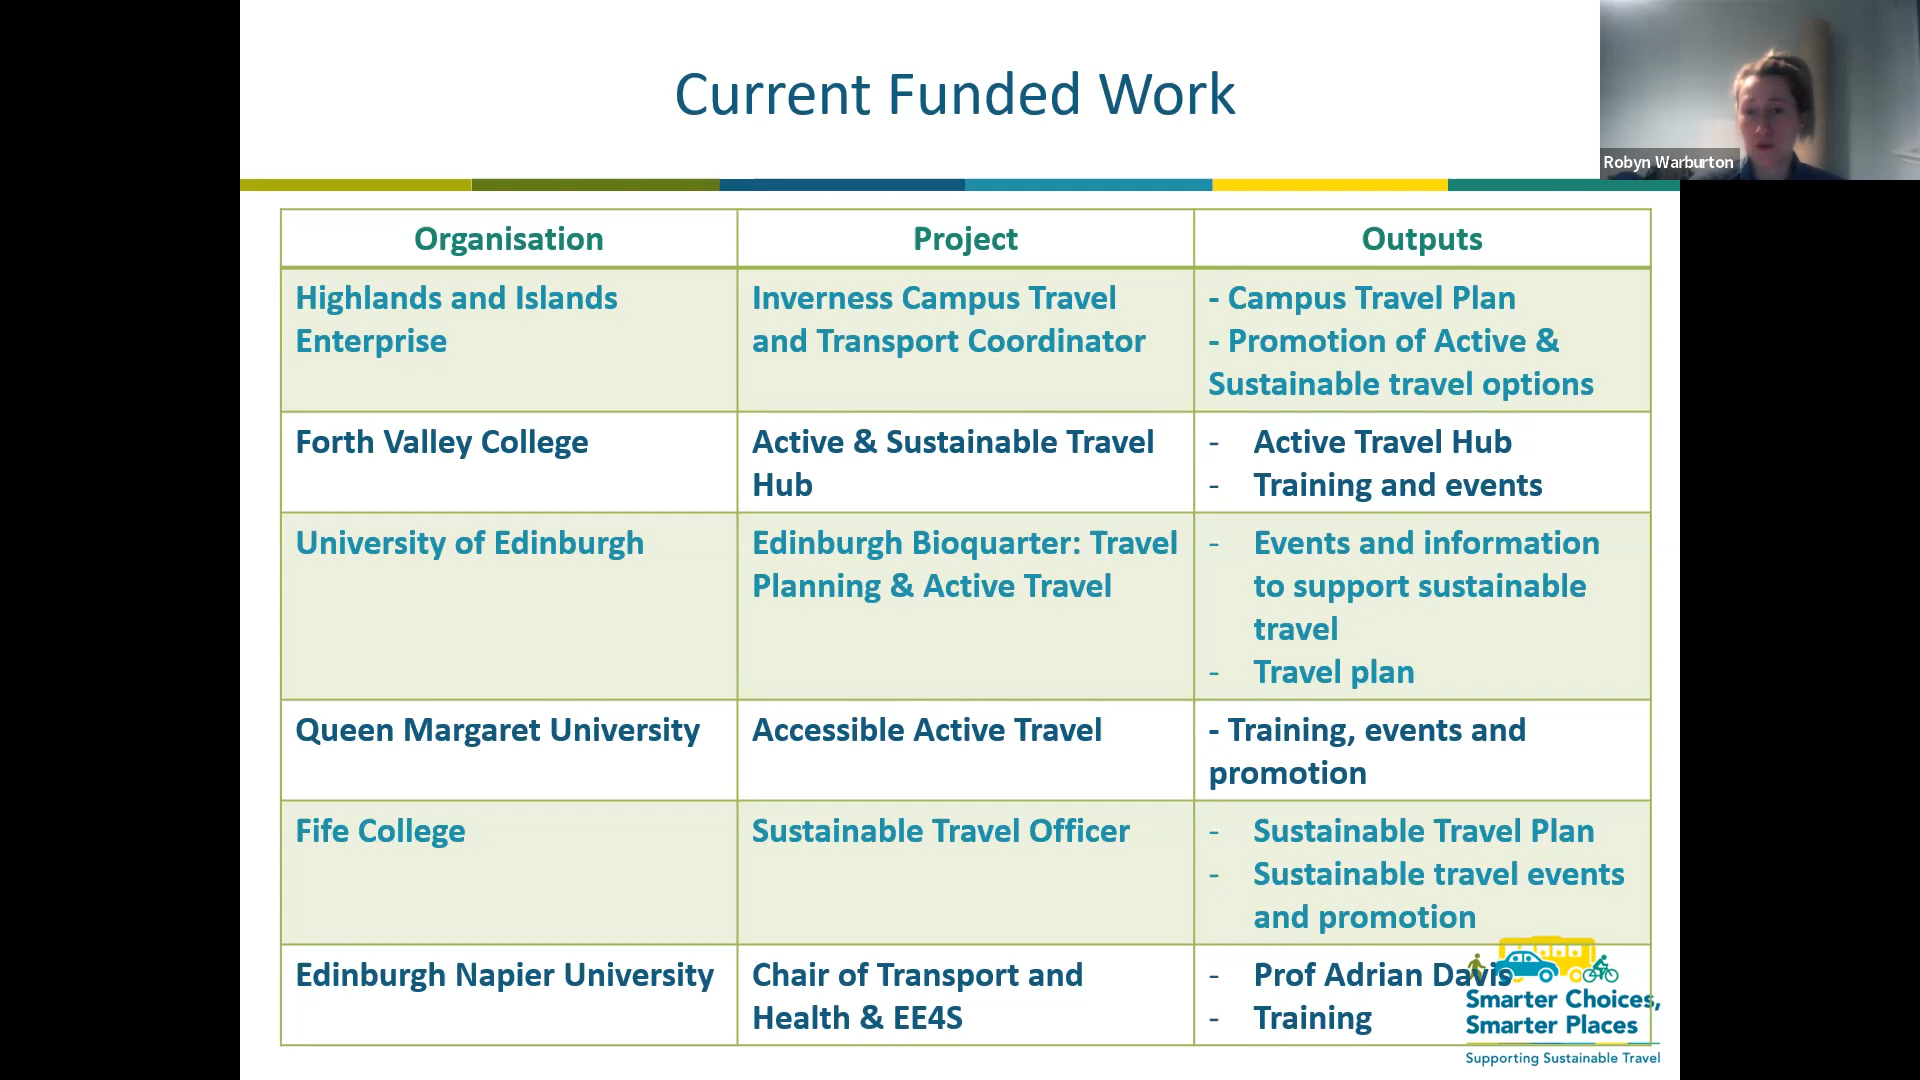 Current Funded Work
Robyn Warburton
Organisation
Project
Outputs
Highlands and Islands
Enterprise
Inverness Campus Travel
and Transport Coordinator
- Campus Travel Plan
- Promotion of Active &
Sustainable travel options
Forth Valley College
Active & Sustainable Travel
Hub
- Active Travel Hub
- Training and events
University of Edinburgh
Edinburgh Bioquarter: Travel
Planning & Active Travel
- Events and information
to support sustainable
travel
- Travel plan
Queen Margaret University
Accessible Active Travel
- Training, events and
promotion
Fife College
Sustainable Travel Officer
- Sustainable Travel Plan
- Sustainable travel events
and promotion
Edinburgh Napier University
Chair of Transport and
Health & EE4S
- Prof Adrian Davis
- Training
Smarter Choices,
Smarter Places
Supporting Sustainable Travel